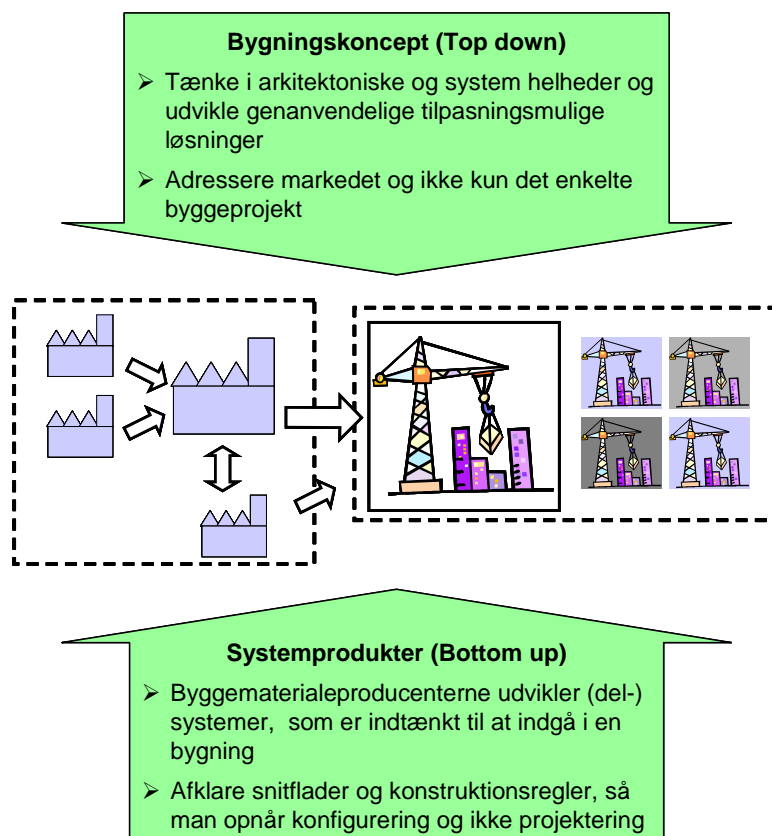 Bygningskoncept (Top down)
➢ Tænke i arkitektoniske og system helheder og
udvikle genanvendelige tilpasningsmulige
løsninger
➢ Adressere markedet og ikke kun det enkelte
byggeprojekt
Systemprodukter (Bottom up)
➢ Byggematerialeproducenterne udvikler (del-)
systemer, som er indtænkt til at indgå i en
bygning
➢ Afklare snitflader og konstruktionsregler, så
man opnår konfigurering og ikke projektering